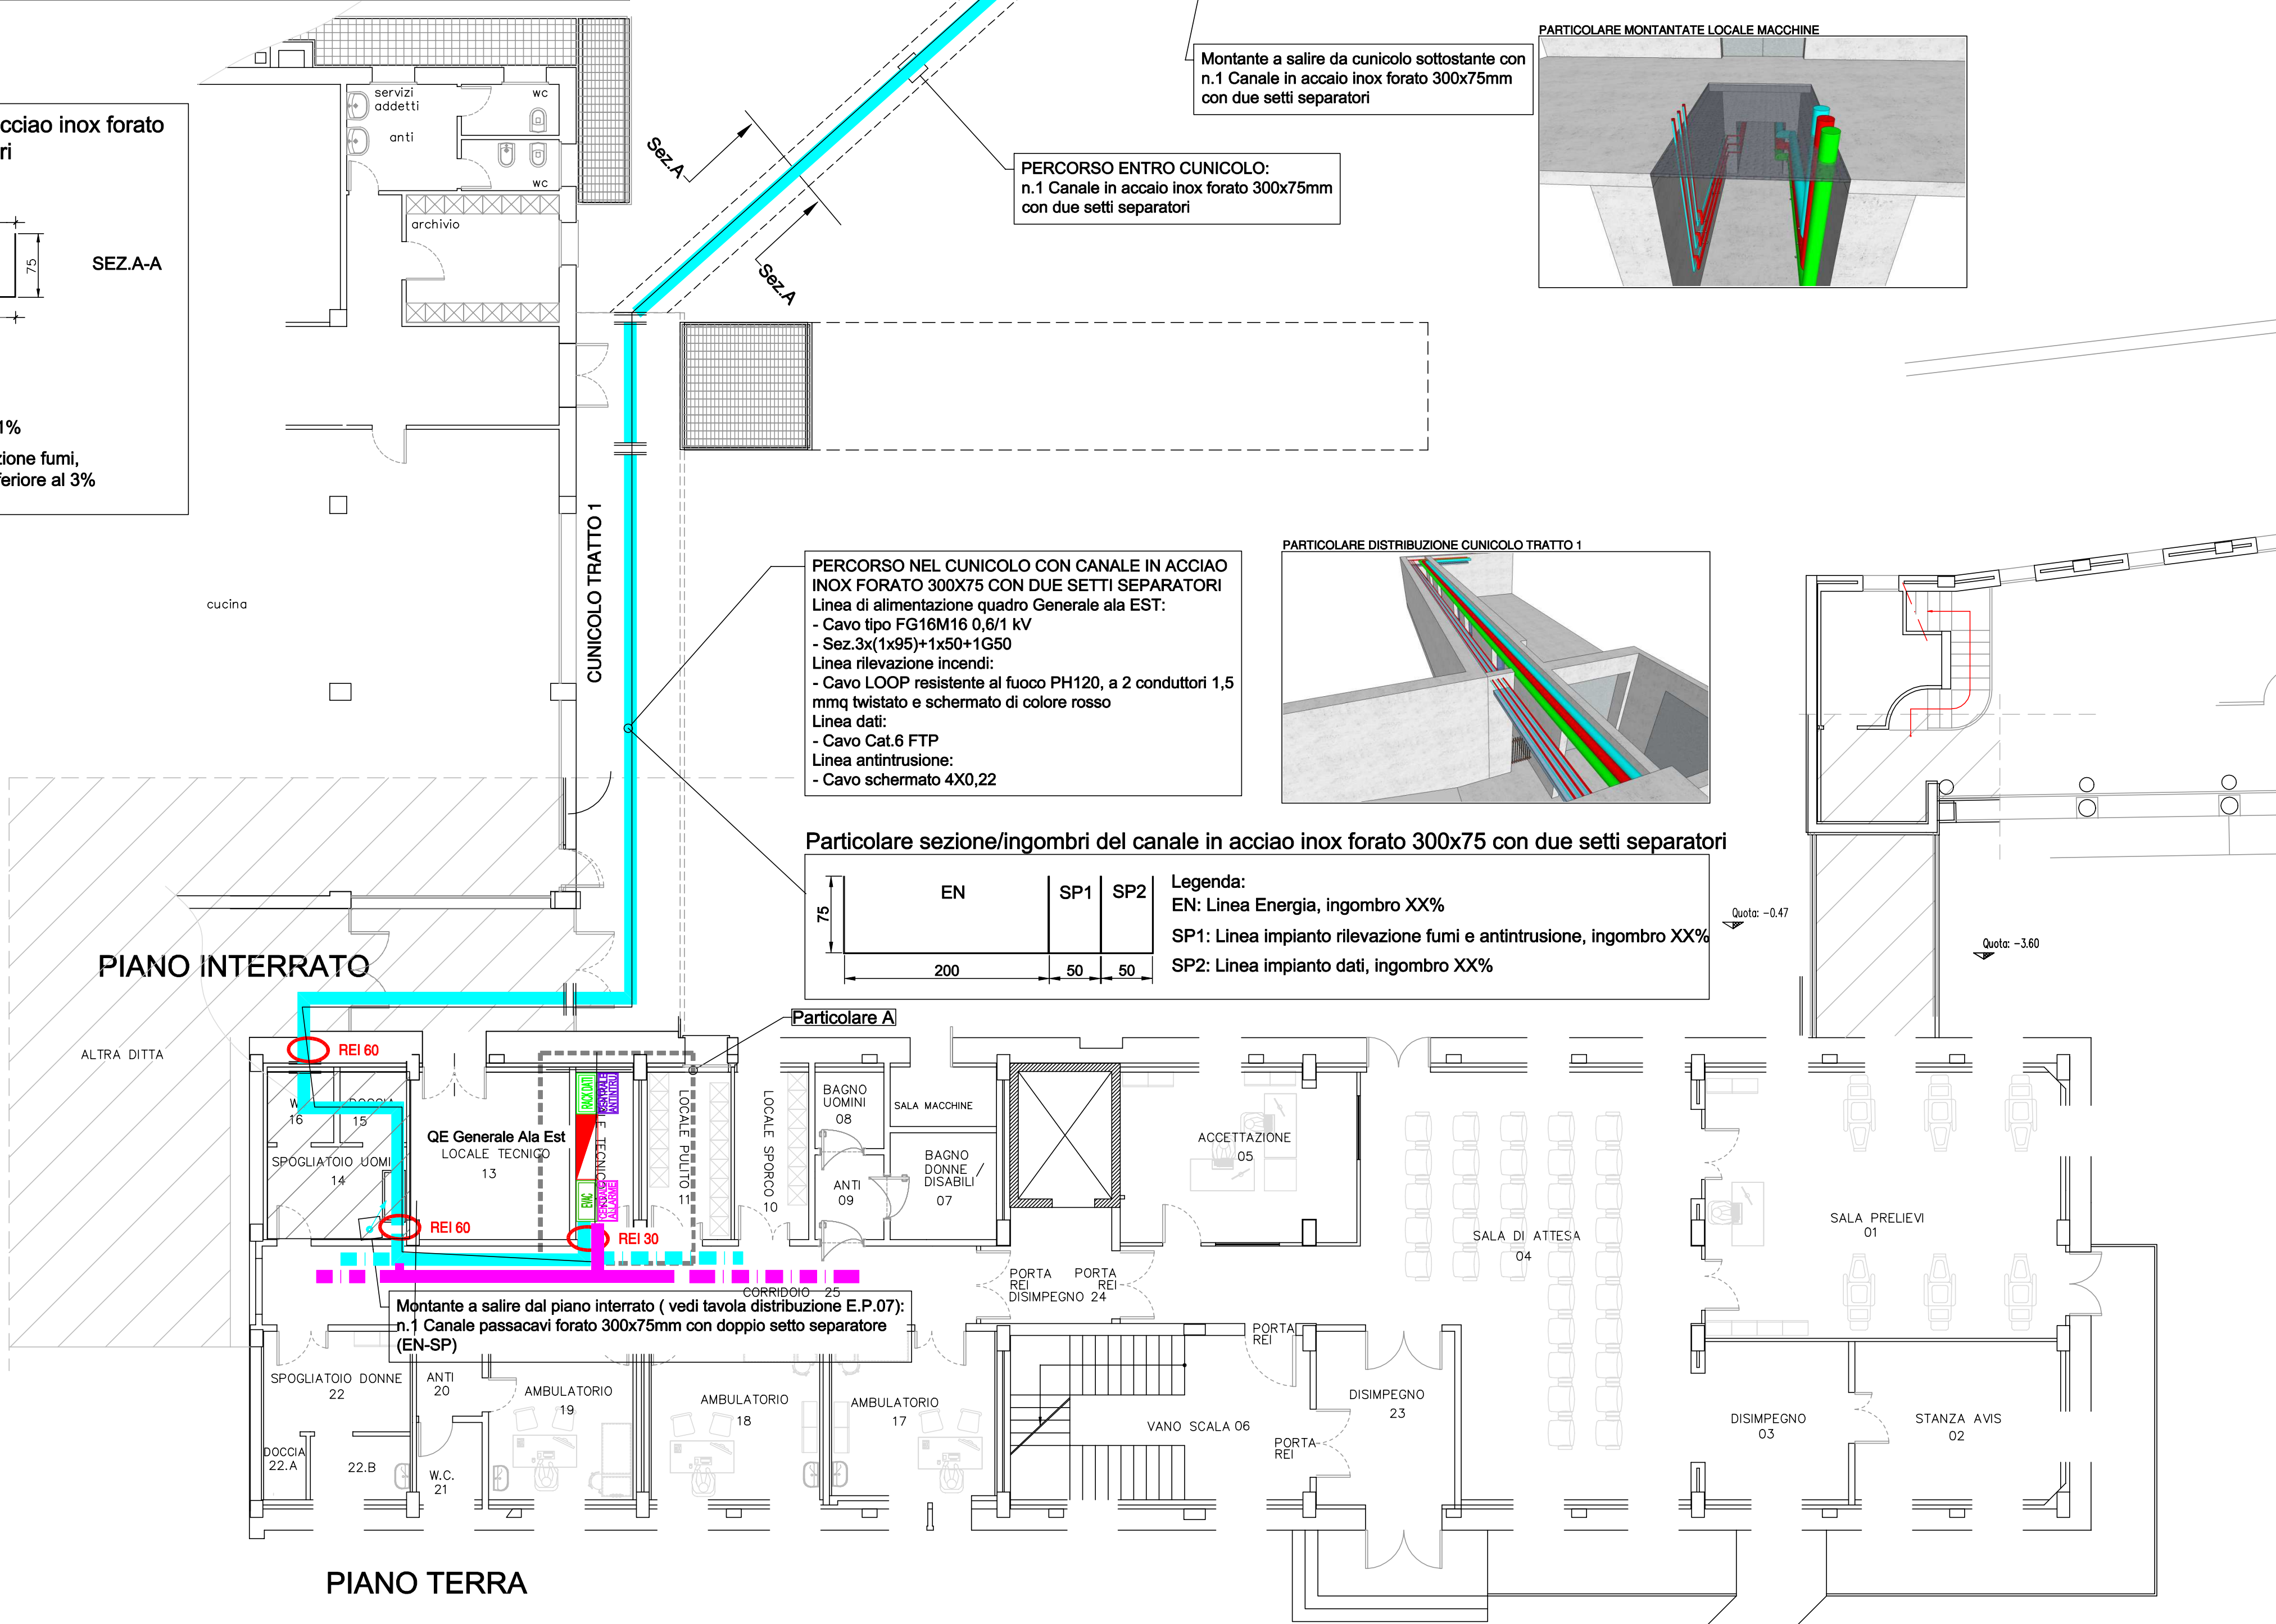 PARTICOLARE MONTANTATE LOCALE MACCHINE
Montante a salire da cunicolo sottostante con
n.1 Canale in accaio inox forato 300x75mm
con due setti separatori
servizi
addetti
anti
wc
wc
archivio
cciao inox forato
ri
75
SEZ.A-A
1%
zione fumi,
feriore al 3%
Sez.A
Sez.A
PERCORSO ENTRO CUNICOLO:
n.1 Canale in accaio inox forato 300x75mm
con due setti separatori
CUNICOLO TRATTO 1
cucina
PERCORSO NEL CUNICOLO CON CANALE IN ACCIAO
INOX FORATO 300X75 CON DUE SETTI SEPARATORI
Linea di alimentazione quadro Generale ala EST:
- Cavo tipo FG16M16 0,6/1 kV
- Sez.3x(1x95)+1x50+1G50
Linea rilevazione incendi:
- Cavo LOOP resistente al fuoco PH120, a 2 conduttori 1,5
mmq twistato e schermato di colore rosso
Linea dati:
- Cavo Cat.6 FTP
Linea antintrusione:
- Cavo schermato 4X0,22
PARTICOLARE DISTRIBUZIONE CUNICOLO TRATTO 1
Particolare sezione/ingombri del canale in acciao inox forato 300x75 con due setti separatori
75
EN
SP1
SP2
200
50
50
Legenda:
EN: Linea Energia, ingombro XX%
SP1: Linea impianto rilevazione fumi e antintrusione, ingombro XX%
SP2: Linea impianto dati, ingombro XX%
Quota: -0.47
Quota: -3.60
PIANO INTERRATO
ALTRA DITTA
Particolare A
REI 60
16
DOCCIA
15
SPOGLIATOIO UOMI
14
REI 60
QE Generale Ala Est
LOCALE TECNICO
13
RACK DATI
EVAC
REI 30
LOCALE PULITO 11
LOCALE SPORCO 10
BAGNO
UOMINI
08
ANTI
09
SALA MACCHINE
BAGNO
DONNE /
DISABILI
07
ACCETTAZIONE
05
SALA DI ATTESA
04
SALA PRELIEVI
01
CORRIDOIO 25
PORTA
REI
PORTA
REI
DISIMPEGNO 24
Montante a salire dal piano interrato ( vedi tavola distribuzione E.P.07):
n.1 Canale passacavi forato 300x75mm con doppio setto separatore
(EN-SP)
SPOGLIATOIO DONNE
22
DOCCIA
22.A
22.B
ANTI
20
W.C.
21
AMBULATORIO
19
AMBULATORIO
18
AMBULATORIO
17
VANO SCALA 06
PORTA
REI
PORTA
REI
DISIMPEGNO
23
DISIMPEGNO
03
STANZA AVIS
02
PIANO TERRA